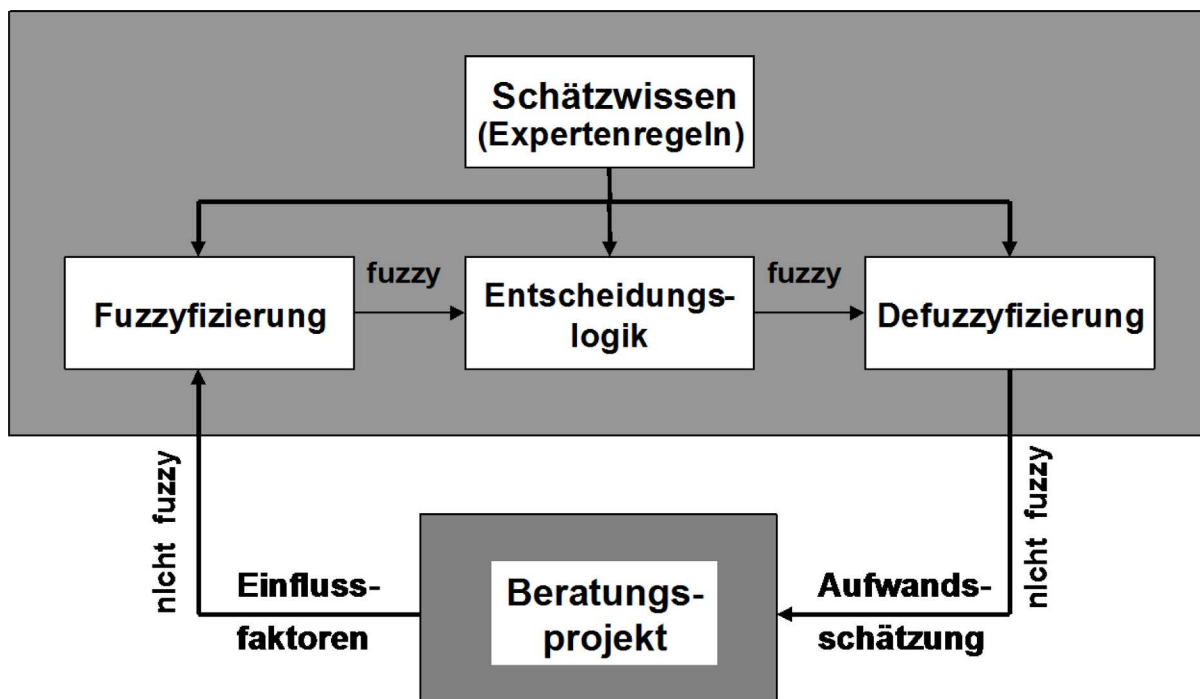 Schätzwissen
(Expertenregeln)
fuzzy
fuzzy
Fuzzyfizierung
Entscheidungs-
logik
Defuzzyfizierung
nicht fuzzy
nicht fuzzy
Einfluss-
faktoren
Beratungs-
projekt
Aufwands-
schätzung